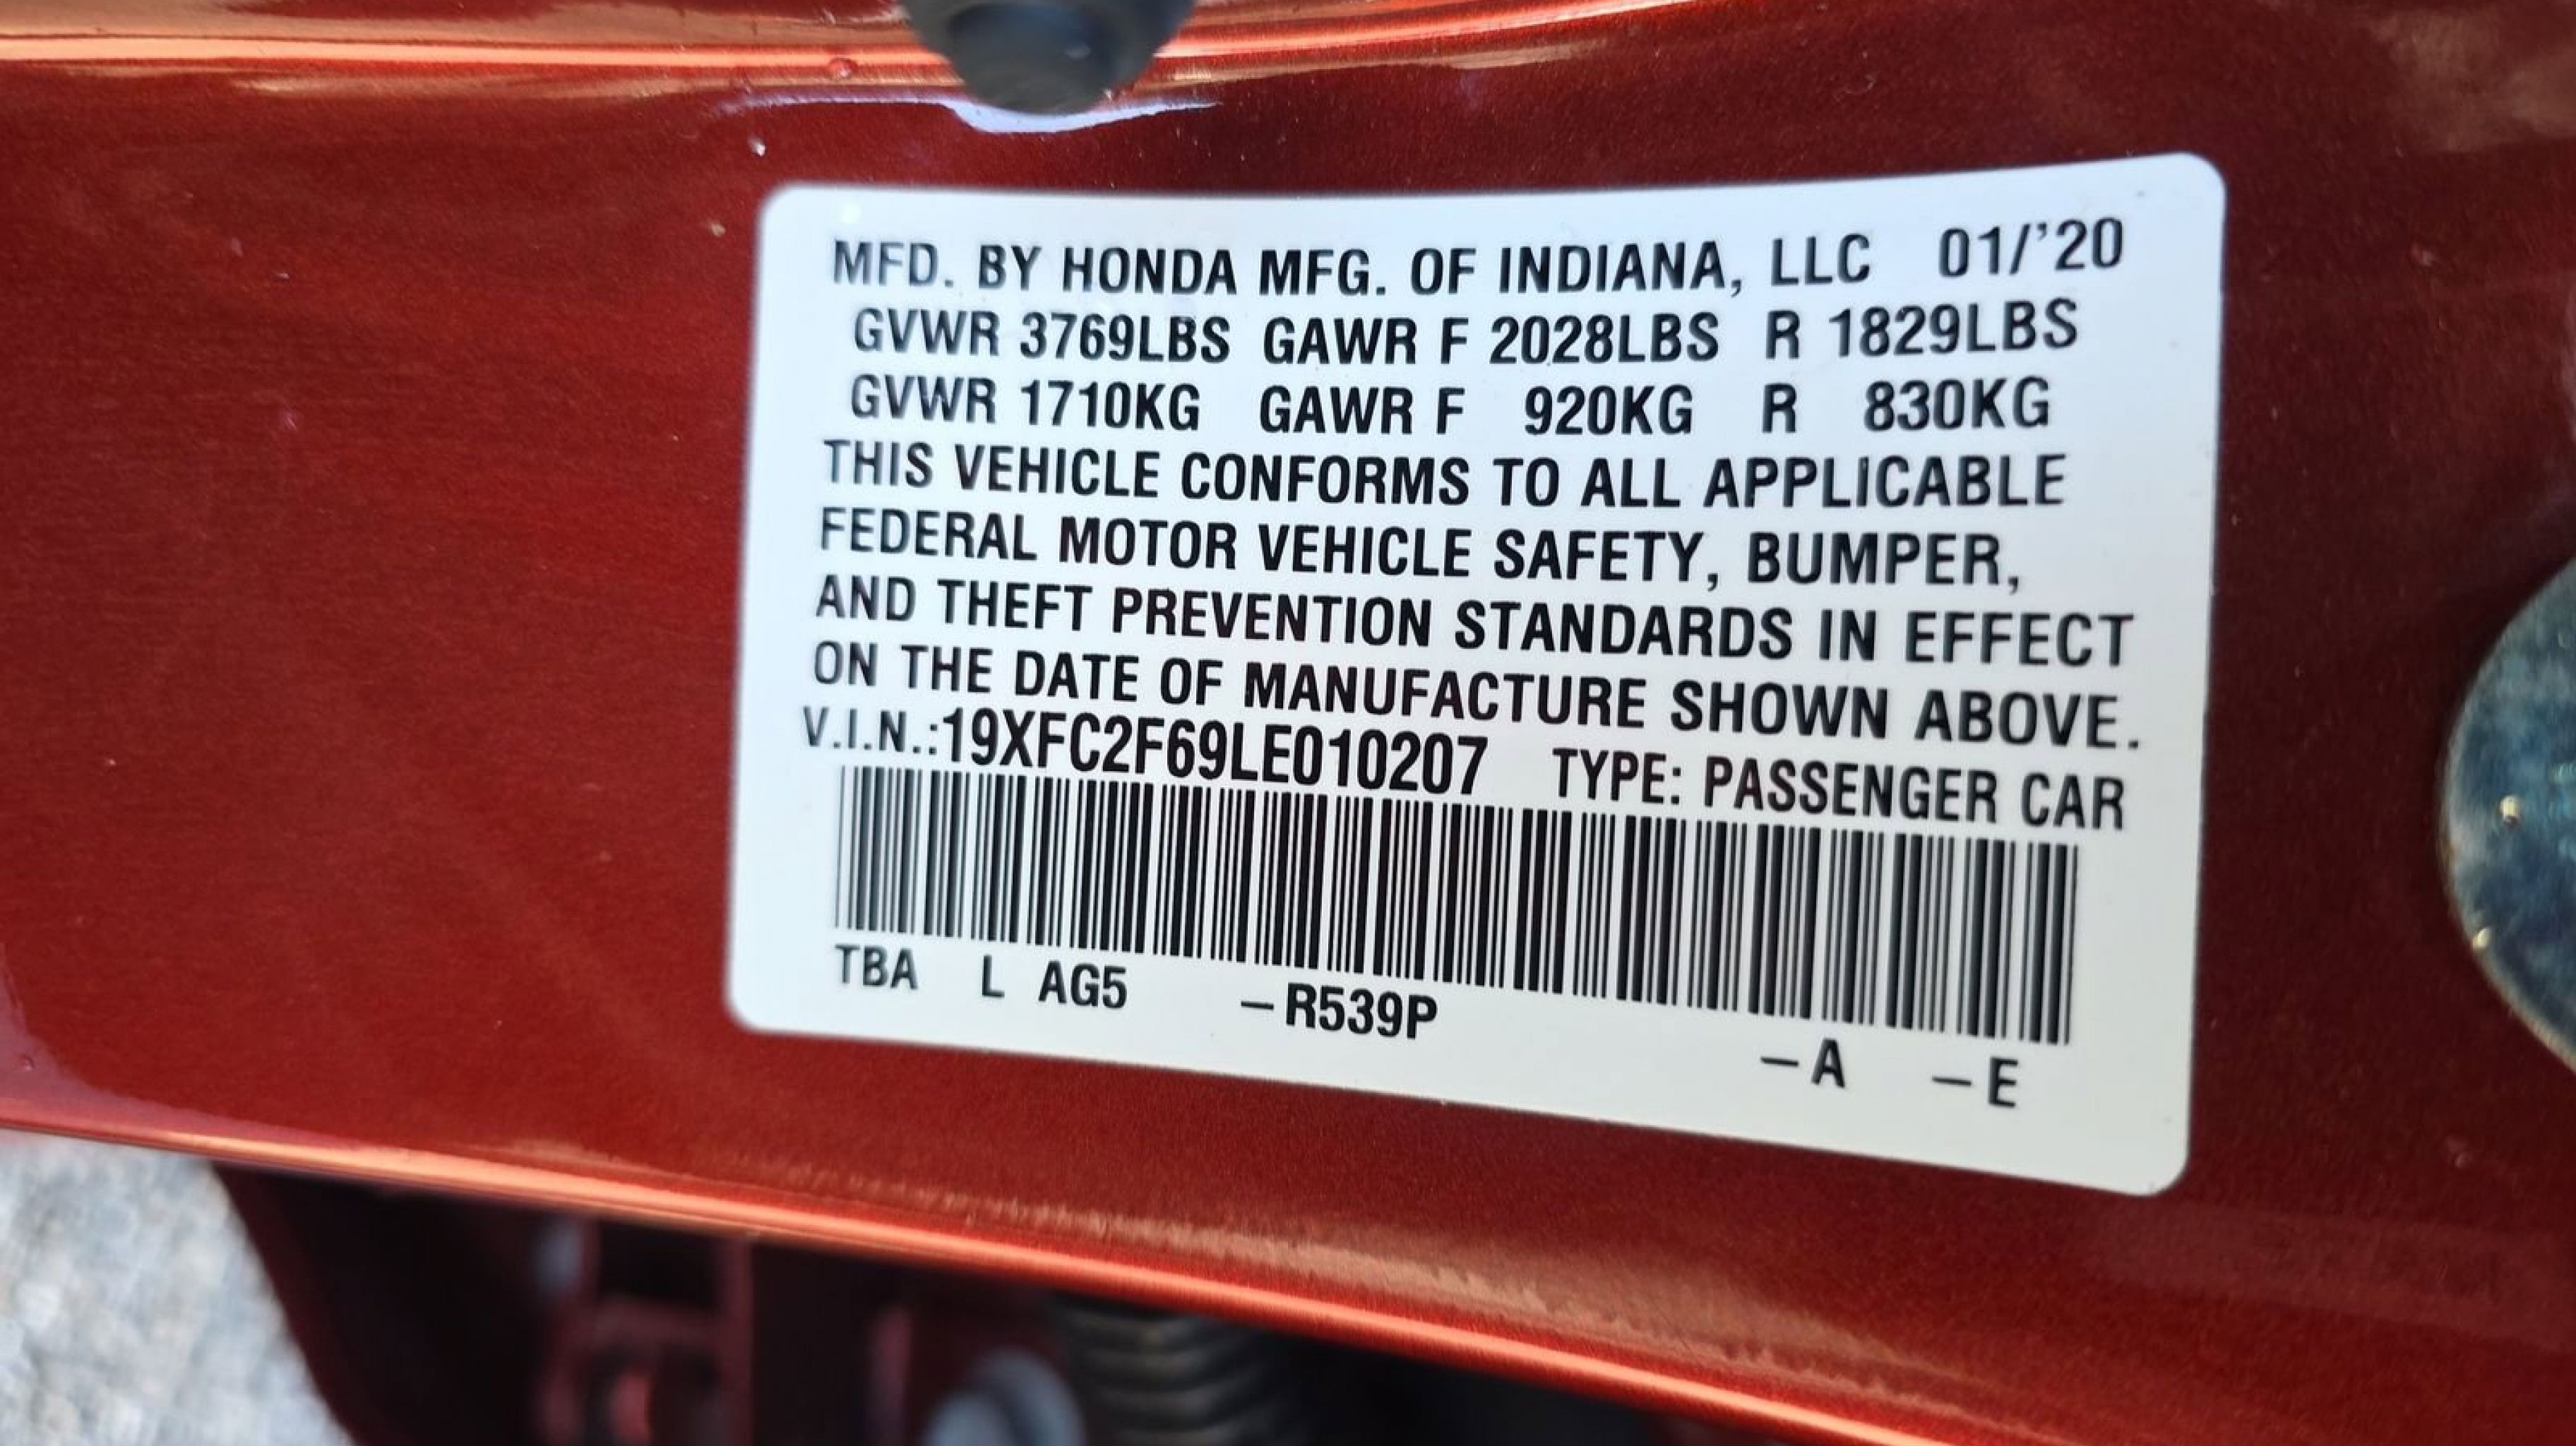 MFD. BY HONDA MFG. OF INDIANA, LLC 01/'20
GVWR 3769LBS GAWR F 2028LBS R 1829LBS
GVWR 1710KG GAWR F 920KG R 830KG
THIS VEHICLE CONFORMS TO ALL APPLICABLE
FEDERAL MOTOR VEHICLE SAFETY, BUMPER,
AND THEFT PREVENTION STANDARDS IN EFFECT
ON THE DATE OF MANUFACTURE SHOWN ABOVE.
V.I.N.:19XFC2F69LE010207 TYPE: PASSENGER CAR
TBA L AG5 –R539P –A –E